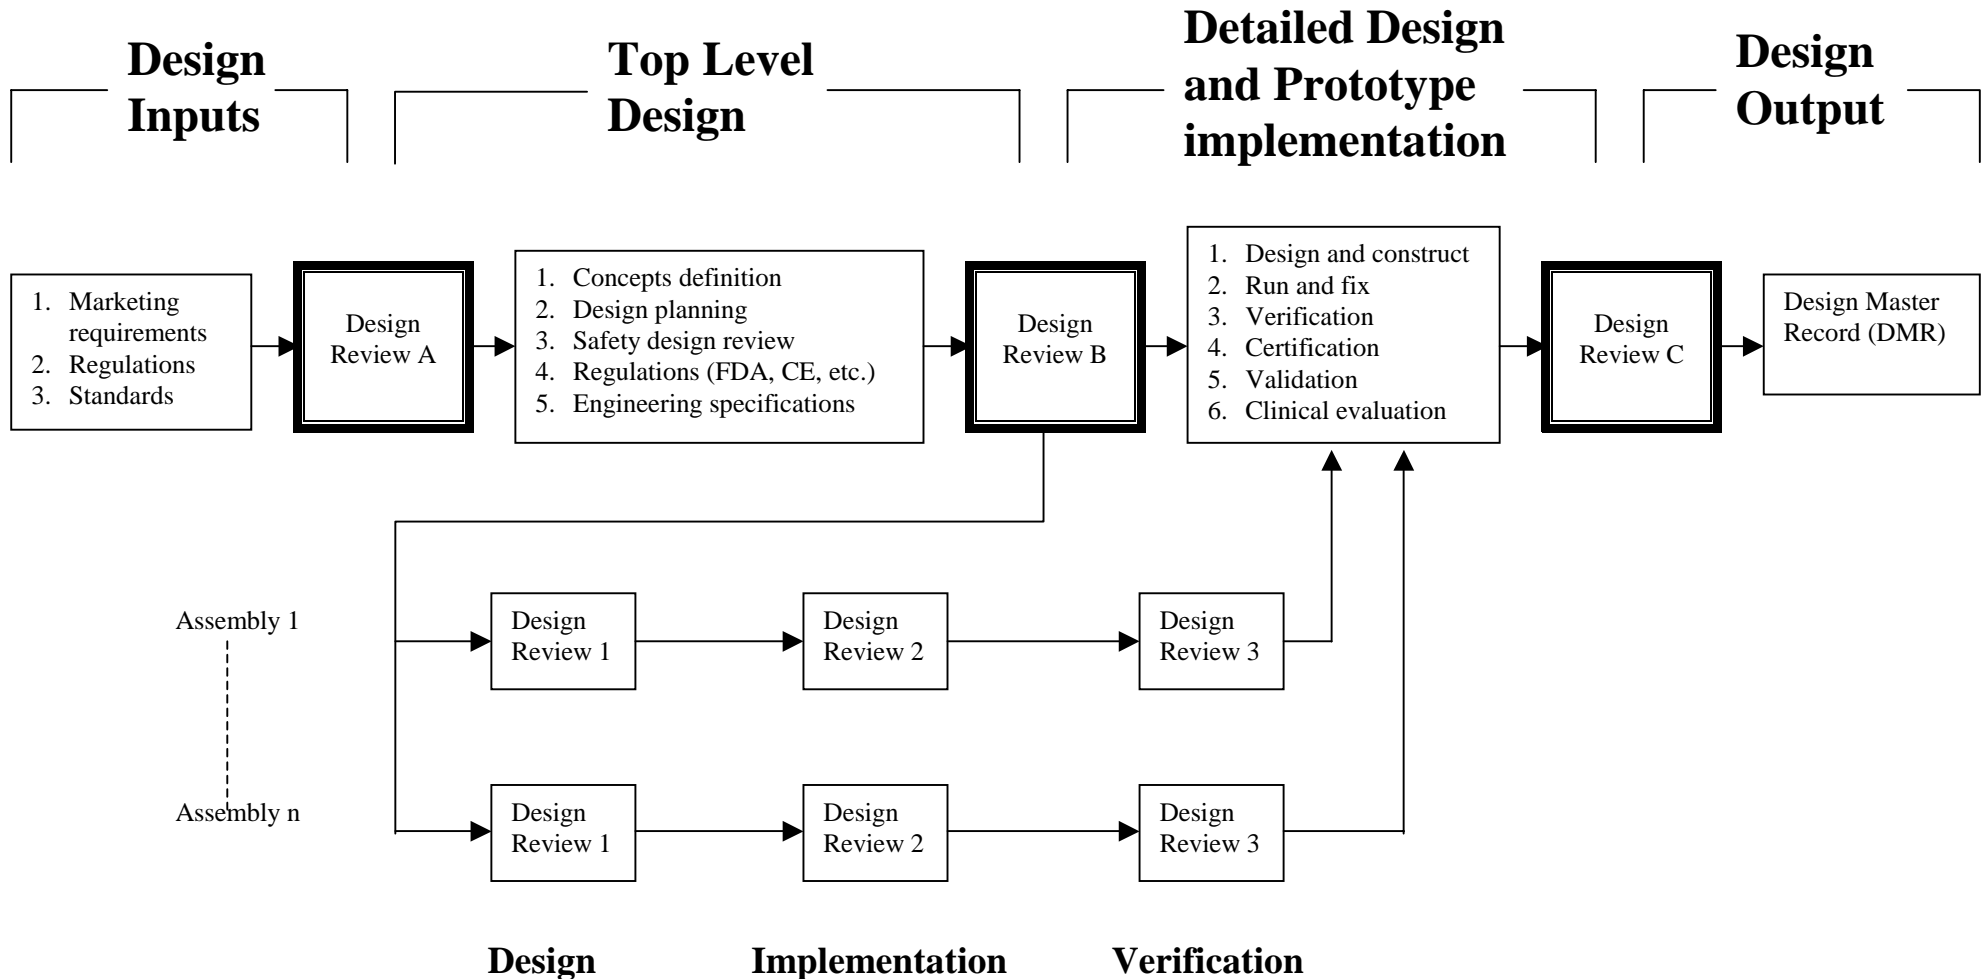 Design
Inputs
Top Level
Design
Detailed Design
and Prototype
implementation
Design
Output
1. Marketing
requirements
2. Regulations
3. Standards
Design
Review A
1. Concepts definition
2. Design planning
3. Safety design review
4. Regulations (FDA, CE, etc.)
5. Engineering specifications
Design
Review B
1. Design and construct
2. Run and fix
3. Verification
4. Certification
5. Validation
6. Clinical evaluation
Design
Review C
Design Master
Record (DMR)
Assembly 1
Design
Review 1
Design
Review 2
Design
Review 3
Assembly n
Design
Review 1
Design
Review 2
Design
Review 3
Design
Implementation
Verification